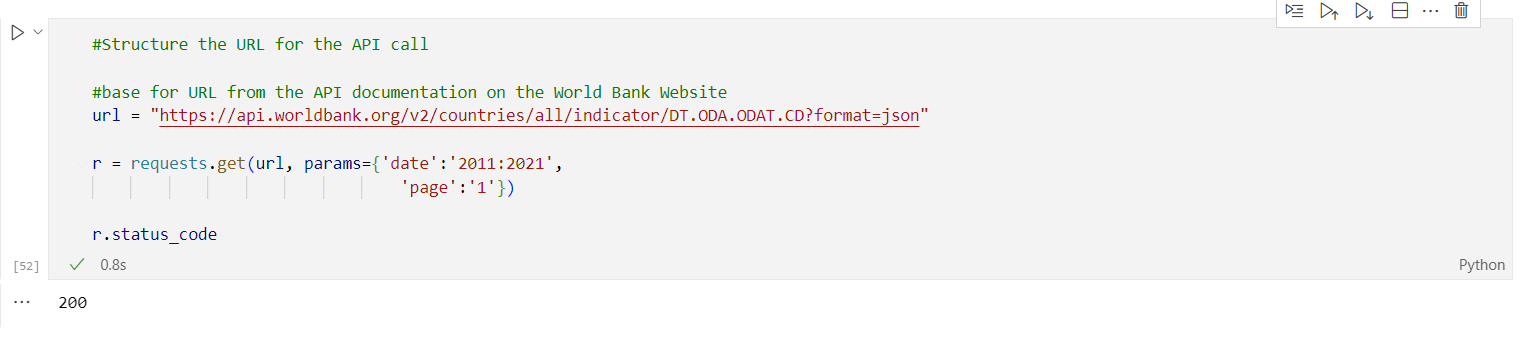 #Structure the URL for the API call
#base for URL from the API documentation on the World Bank Website
url = "https://api.worldbank.org/v2/countries/all/indicator/DT.ODA.ODAT.CD?format=json"
r = requests.get(url, params={'date':'2011:2021',
'page':'1'})
r.status_code
[52]
0.8s
Python
200